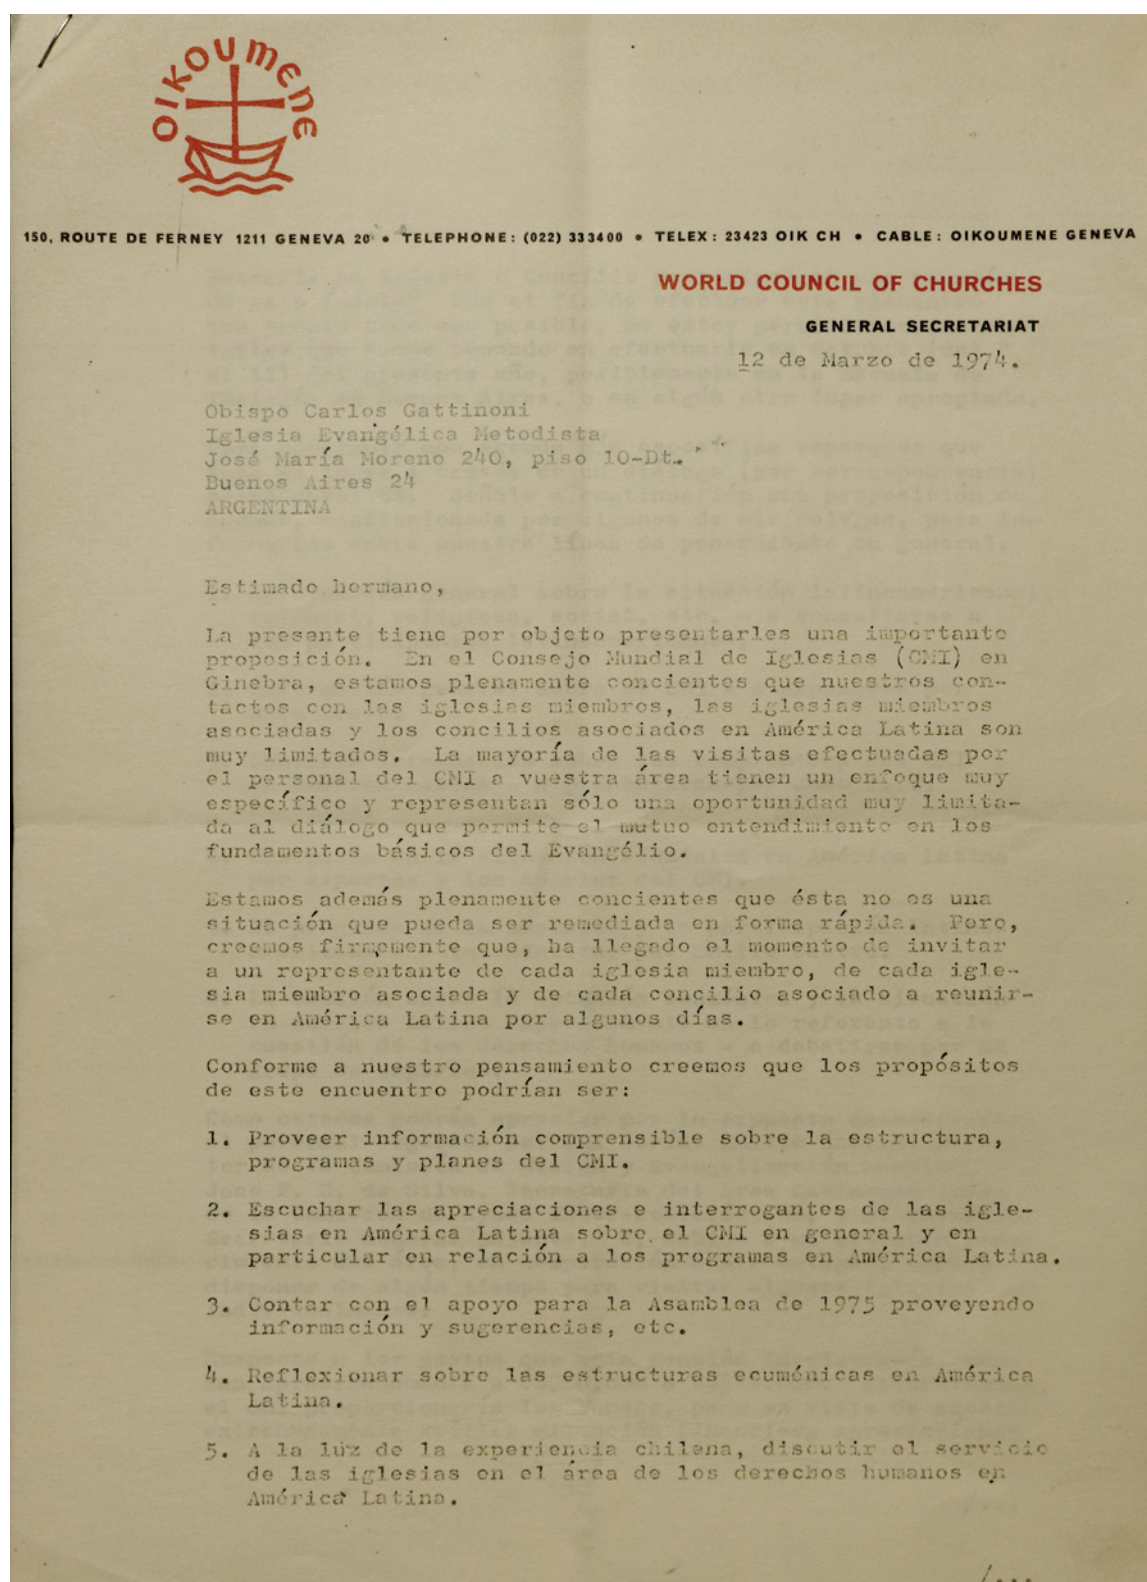 OIKOUMENE
150, ROUTE DE FERNEY 1211 GENEVA 20 • TELEPHONE: (022) 333400 • TELEX: 23423 OIK CH • CABLE: OIKOUMENE GENEVA
WORLD COUNCIL OF CHURCHES
GENERAL SECRETARIAT
12 de Marzo de 1974.
Obispo Carlos Gattinoni
Iglesia Evangélica Metodista
José María Moreno 240, piso 10-Dt.
Buenos Aires 24
ARGENTINA
Estimado hermano,
La presente tiene por objeto presentarles una importante
proposición. En el Consejo Mundial de Iglesias (CMI) en
Ginebra, estamos plenamente concientes que nuestros con-
tactos con las iglesias miembros, las iglesias miembros
asociadas y los concilios asociados en América Latina son
muy limitados. La mayoría de las visitas efectuadas por
el personal del CMI a vuestra área tienen un enfoque muy
específico y representan sólo una oportunidad muy limita-
da al diálogo que permite el mutuo entendimiento en los
fundamentos básicos del Evangélio.
Estamos además plenamente concientes que ésta no es una
situación que pueda ser remediada en forma rápida. Pero,
creemos firmemente que, ha llegado el momento de invitar
a un representante de cada iglesia miembro, de cada igle-
sia miembro asociada y de cada concilio asociado a reunir-
se en América Latina por algunos días.
Conforme a nuestro pensamiento creemos que los propósitos
de este encuentro podrían ser:
1. Proveer información comprensible sobre la estructura,
programas y planes del CMI.
2. Escuchar las apreciaciones e interrogantes de las igle-
sias en América Latina sobre el CMI en general y en
particular en relación a los programas en América Latina.
3. Contar con el apoyo para la Asamblea de 1975 proveyendo
información y sugerencias, etc.
4. Reflexionar sobre las estructuras ecuménicas en América
Latina.
5. A la lúz de la experiencia chilena, discutir el servicio
de las iglesias en el área de los derechos humanos en
América Latina.
/...